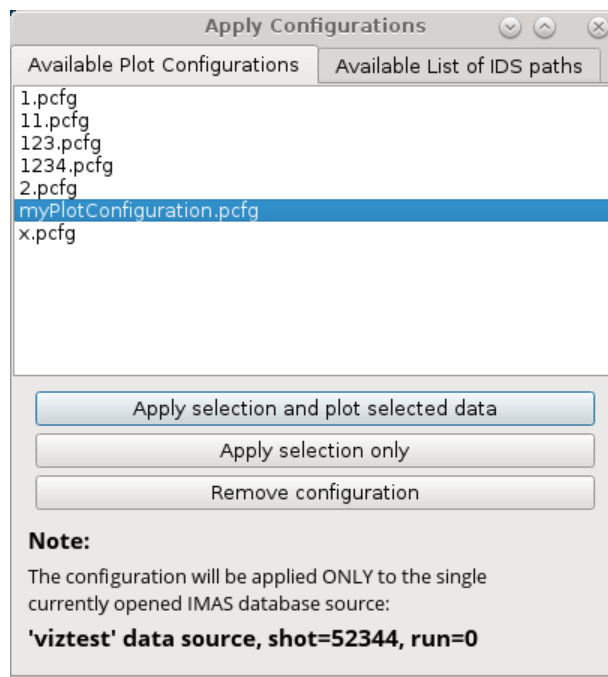 Apply Configurations
Available Plot Configurations
Available List of IDS paths
1.pcfg
11.pcfg
123.pcfg
1234.pcfg
2.pcfg
myPlotConfiguration.pcfg
x.pcfg
Apply selection and plot selected data
Apply selection only
Remove configuration
Note:
The configuration will be applied ONLY to the single
currently opened IMAS database source:
'viztest' data source, shot=52344, run=0